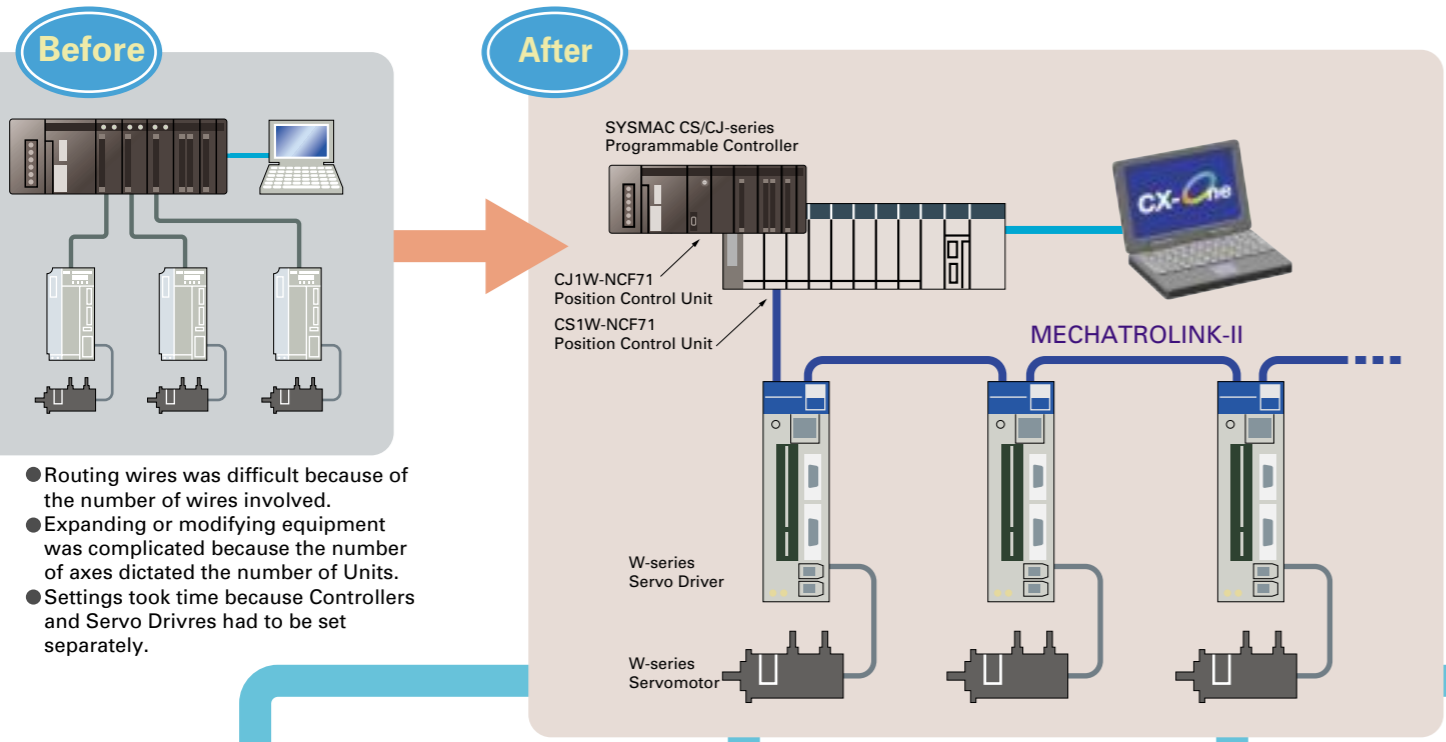 Before
After
SYSMAC CS/CJ-series
Programmable Controller
CX-One
CJ1W-NCF71
Position Control Unit
CS1W-NCF71
Position Control Unit
MECHATROLINK-II
W-series
Servo Driver
W-series
Servomotor
●Routing wires was difficult because of
the number of wires involved.
●Expanding or modifying equipment
was complicated because the number
of axes dictated the number of Units.
●Settings took time because Controllers
and Servo Drivres had to be set
separately.